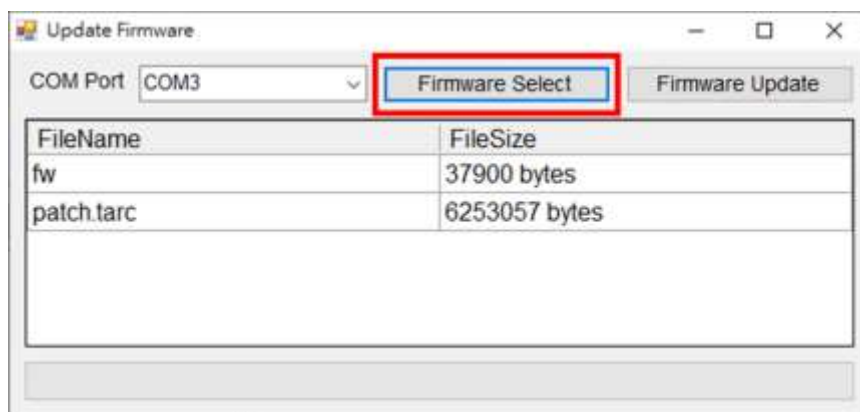 Update Firmware
COM Port COM3 Firmware Select Firmware Update
FileName FileSize
fw 37900 bytes
patch.tarc 6253057 bytes